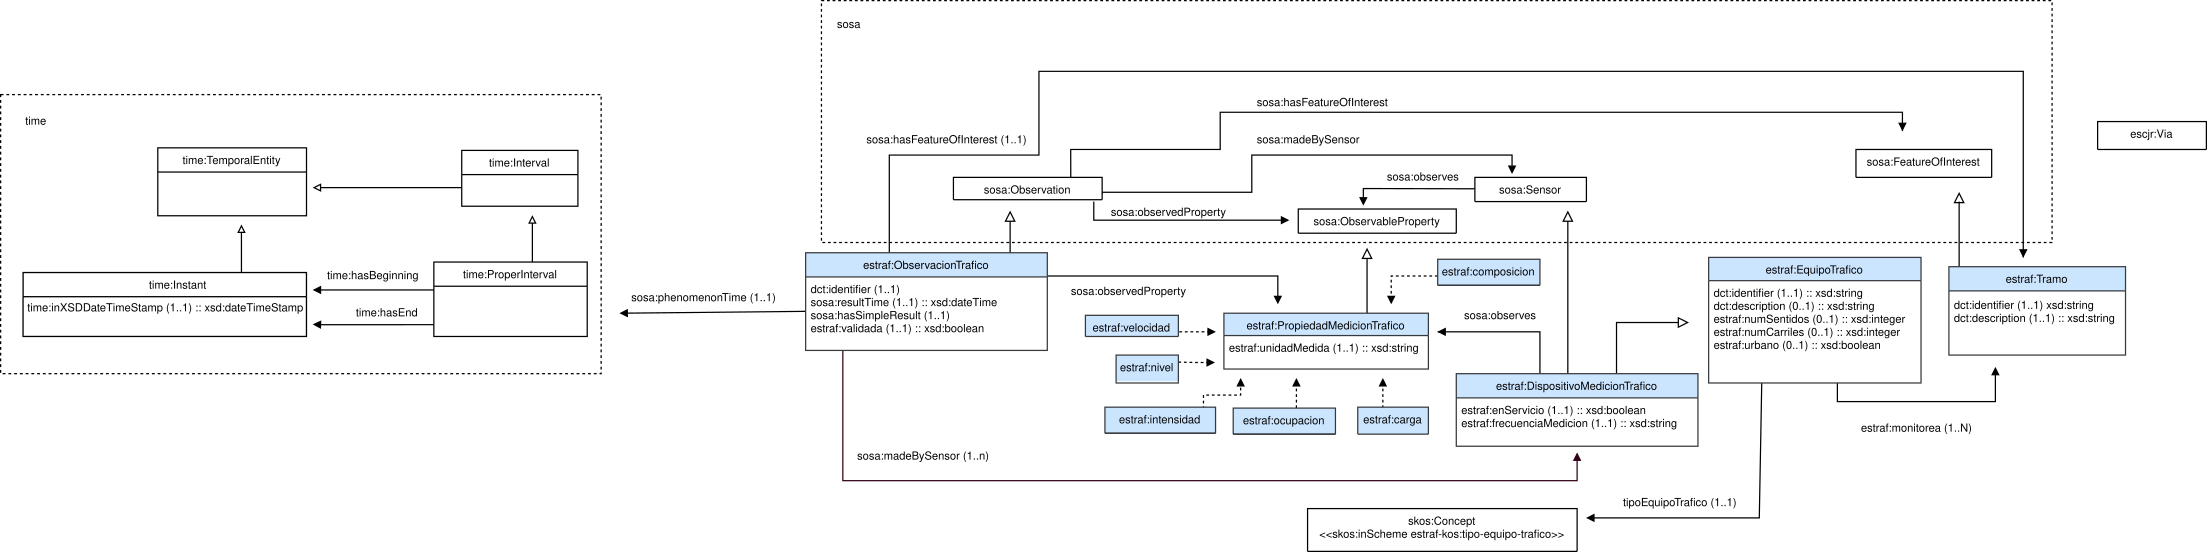 sosa
time
sosa:hasFeatureOfInterest
sosa:hasFeatureOfInterest (1..1)
sosa:madeBySensor
escjr:Via
time:TemporalEntity
time:Interval
sosa:Observation
sosa:observes
sosa:Sensor
sosa:FeatureOfInterest
sosa:observedProperty
sosa:ObservableProperty
time:Instant
time:inXSDDateTimeStamp (1..1) :: xsd:dateTimeStamp
time:hasBeginning
time:hasEnd
time:ProperInterval
sosa:phenomenonTime (1..1)
estraf:ObservacionTrafico
dct:identifier (1..1)
sosa:resultTime (1..1) :: xsd:dateTime
sosa:hasSimpleResult (1..1)
estraf:validada (1..1) :: xsd:boolean
sosa:observedProperty
estraf:composicion
estraf:velocidad
estraf:PropiedadMedicionTrafico
estraf:unidadMedida (1..1) :: xsd:string
sosa:observes
estraf:nivel
estraf:intensidad
estraf:ocupacion
estraf:carga
estraf:DispositivoMedicionTrafico
estraf:enServicio (1..1) :: xsd:boolean
estraf:frecuenciaMedicion (1..1) :: xsd:string
estraf:EquipoTrafico
dct:identifier (1..1) :: xsd:string
dct:description (0..1) :: xsd:string
estraf:numSentidos (0..1) :: xsd:integer
estraf:numCarriles (0..1) :: xsd:integer
estraf:urbano (0..1) :: xsd:boolean
estraf:Tramo
dct:identifier (1..1) xsd:string
dct:description (1..1) :: xsd:string
estraf:monitorea (1..N)
sosa:madeBySensor (1..n)
tipoEquipoTrafico (1..1)
skos:Concept
<<skos:inScheme estraf-kos:tipo-equipo-trafico>>